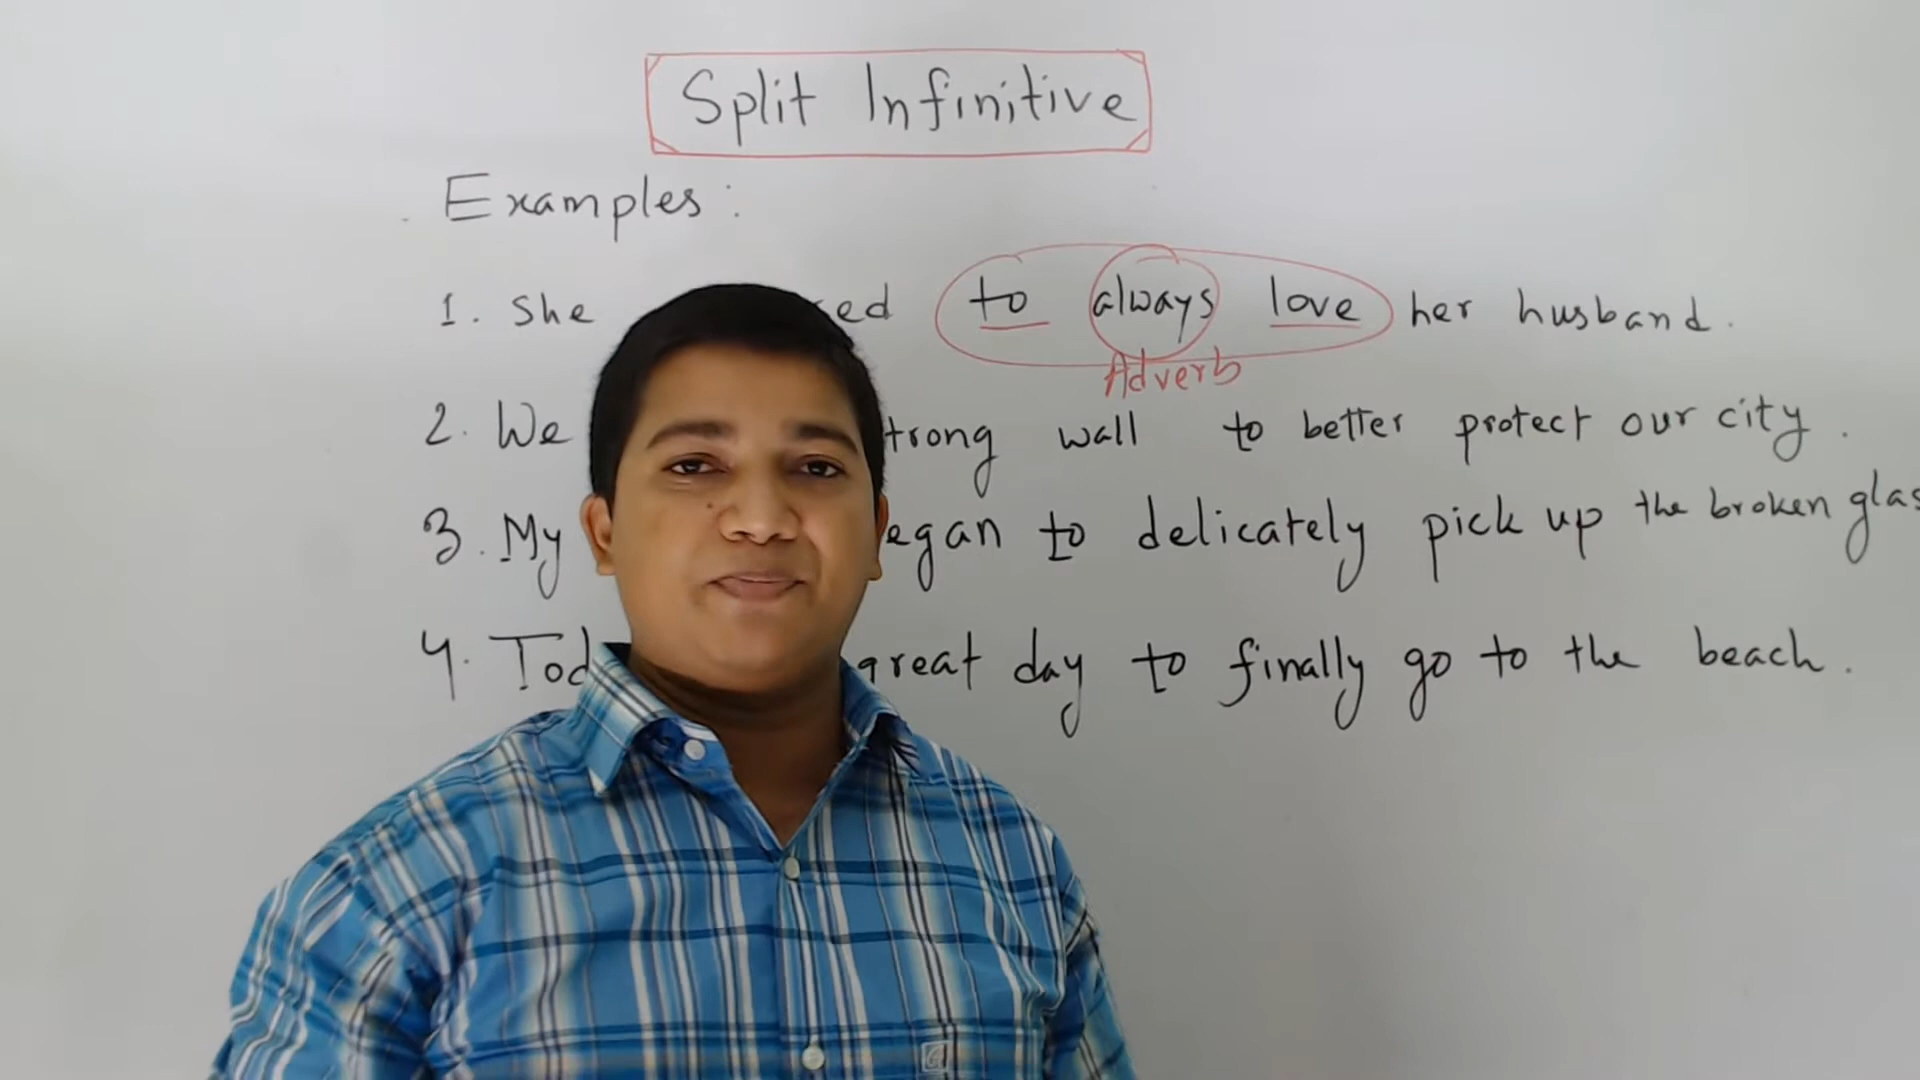 Split Infinitive
Examples:
1. She ed to always love her husband.
Adverb
2. We trong wall to better protect our city.
3. My egan to delicately pick up the broken glas
4. Tod great day to finally go to the beach.